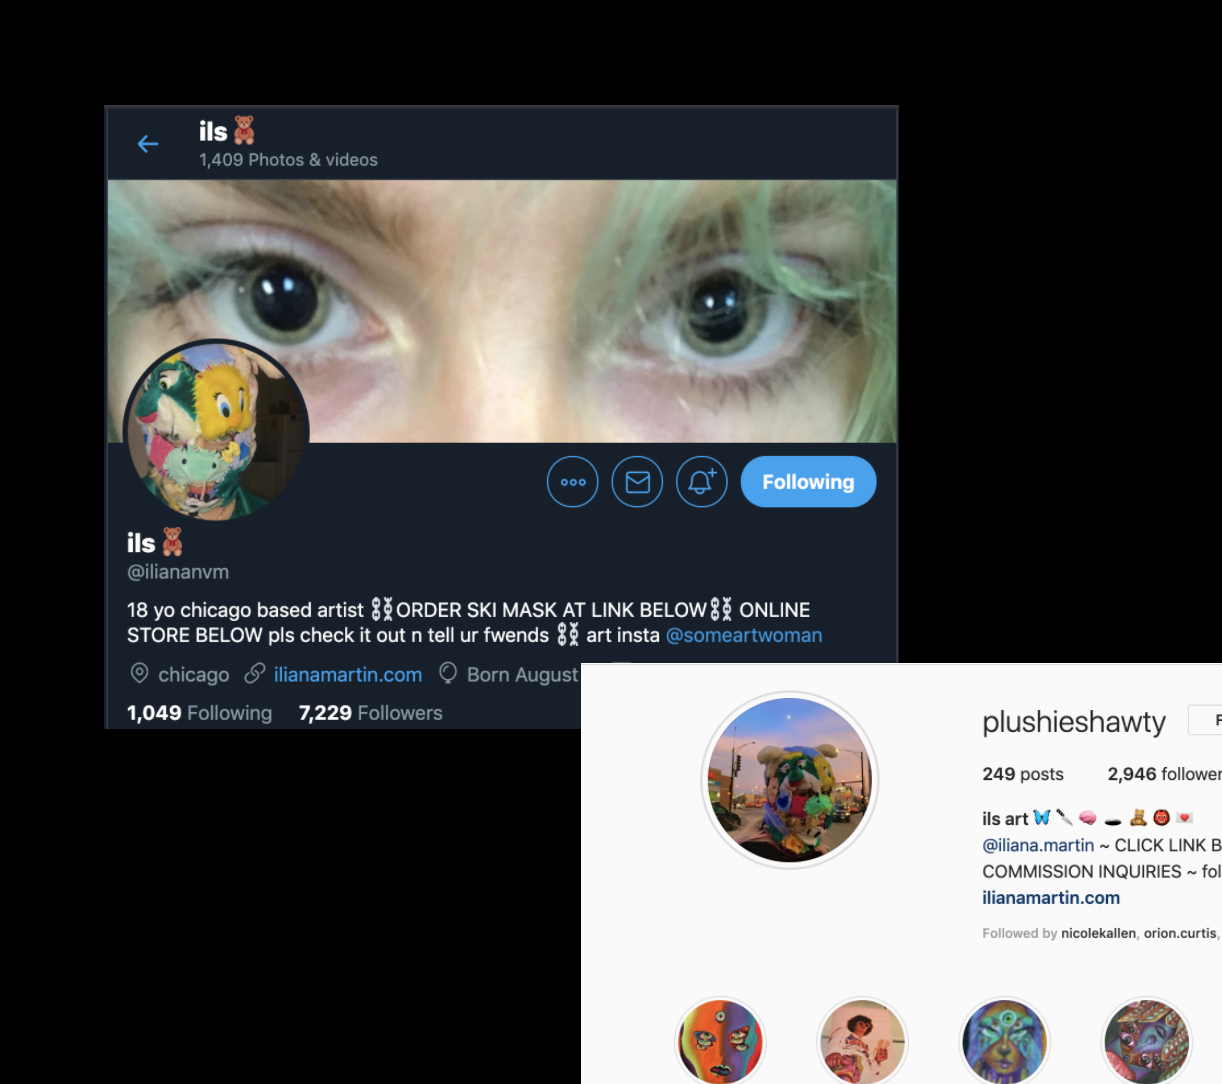 ils🧸
1,409 Photos & videos
Following
ils🧸
@iliananvm
18 yo chicago based artist ⛓⛓ORDER SKI MASK AT LINK BELOW⛓⛓ ONLINE
STORE BELOW pls check it out n tell ur fwends ⛓⛓ art insta @someartwoman
chicago ilianamartin.com Born August
1,049 Following 7,229 Followers
plushieshawty F
249 posts 2,946 follower
ils art 🦋🔪🧠🕳🧸👹💌
@iliana.martin ~ CLICK LINK B
COMMISSION INQUIRIES ~ fol
ilianamartin.com
Followed by nicolekallen, orion.curtis,